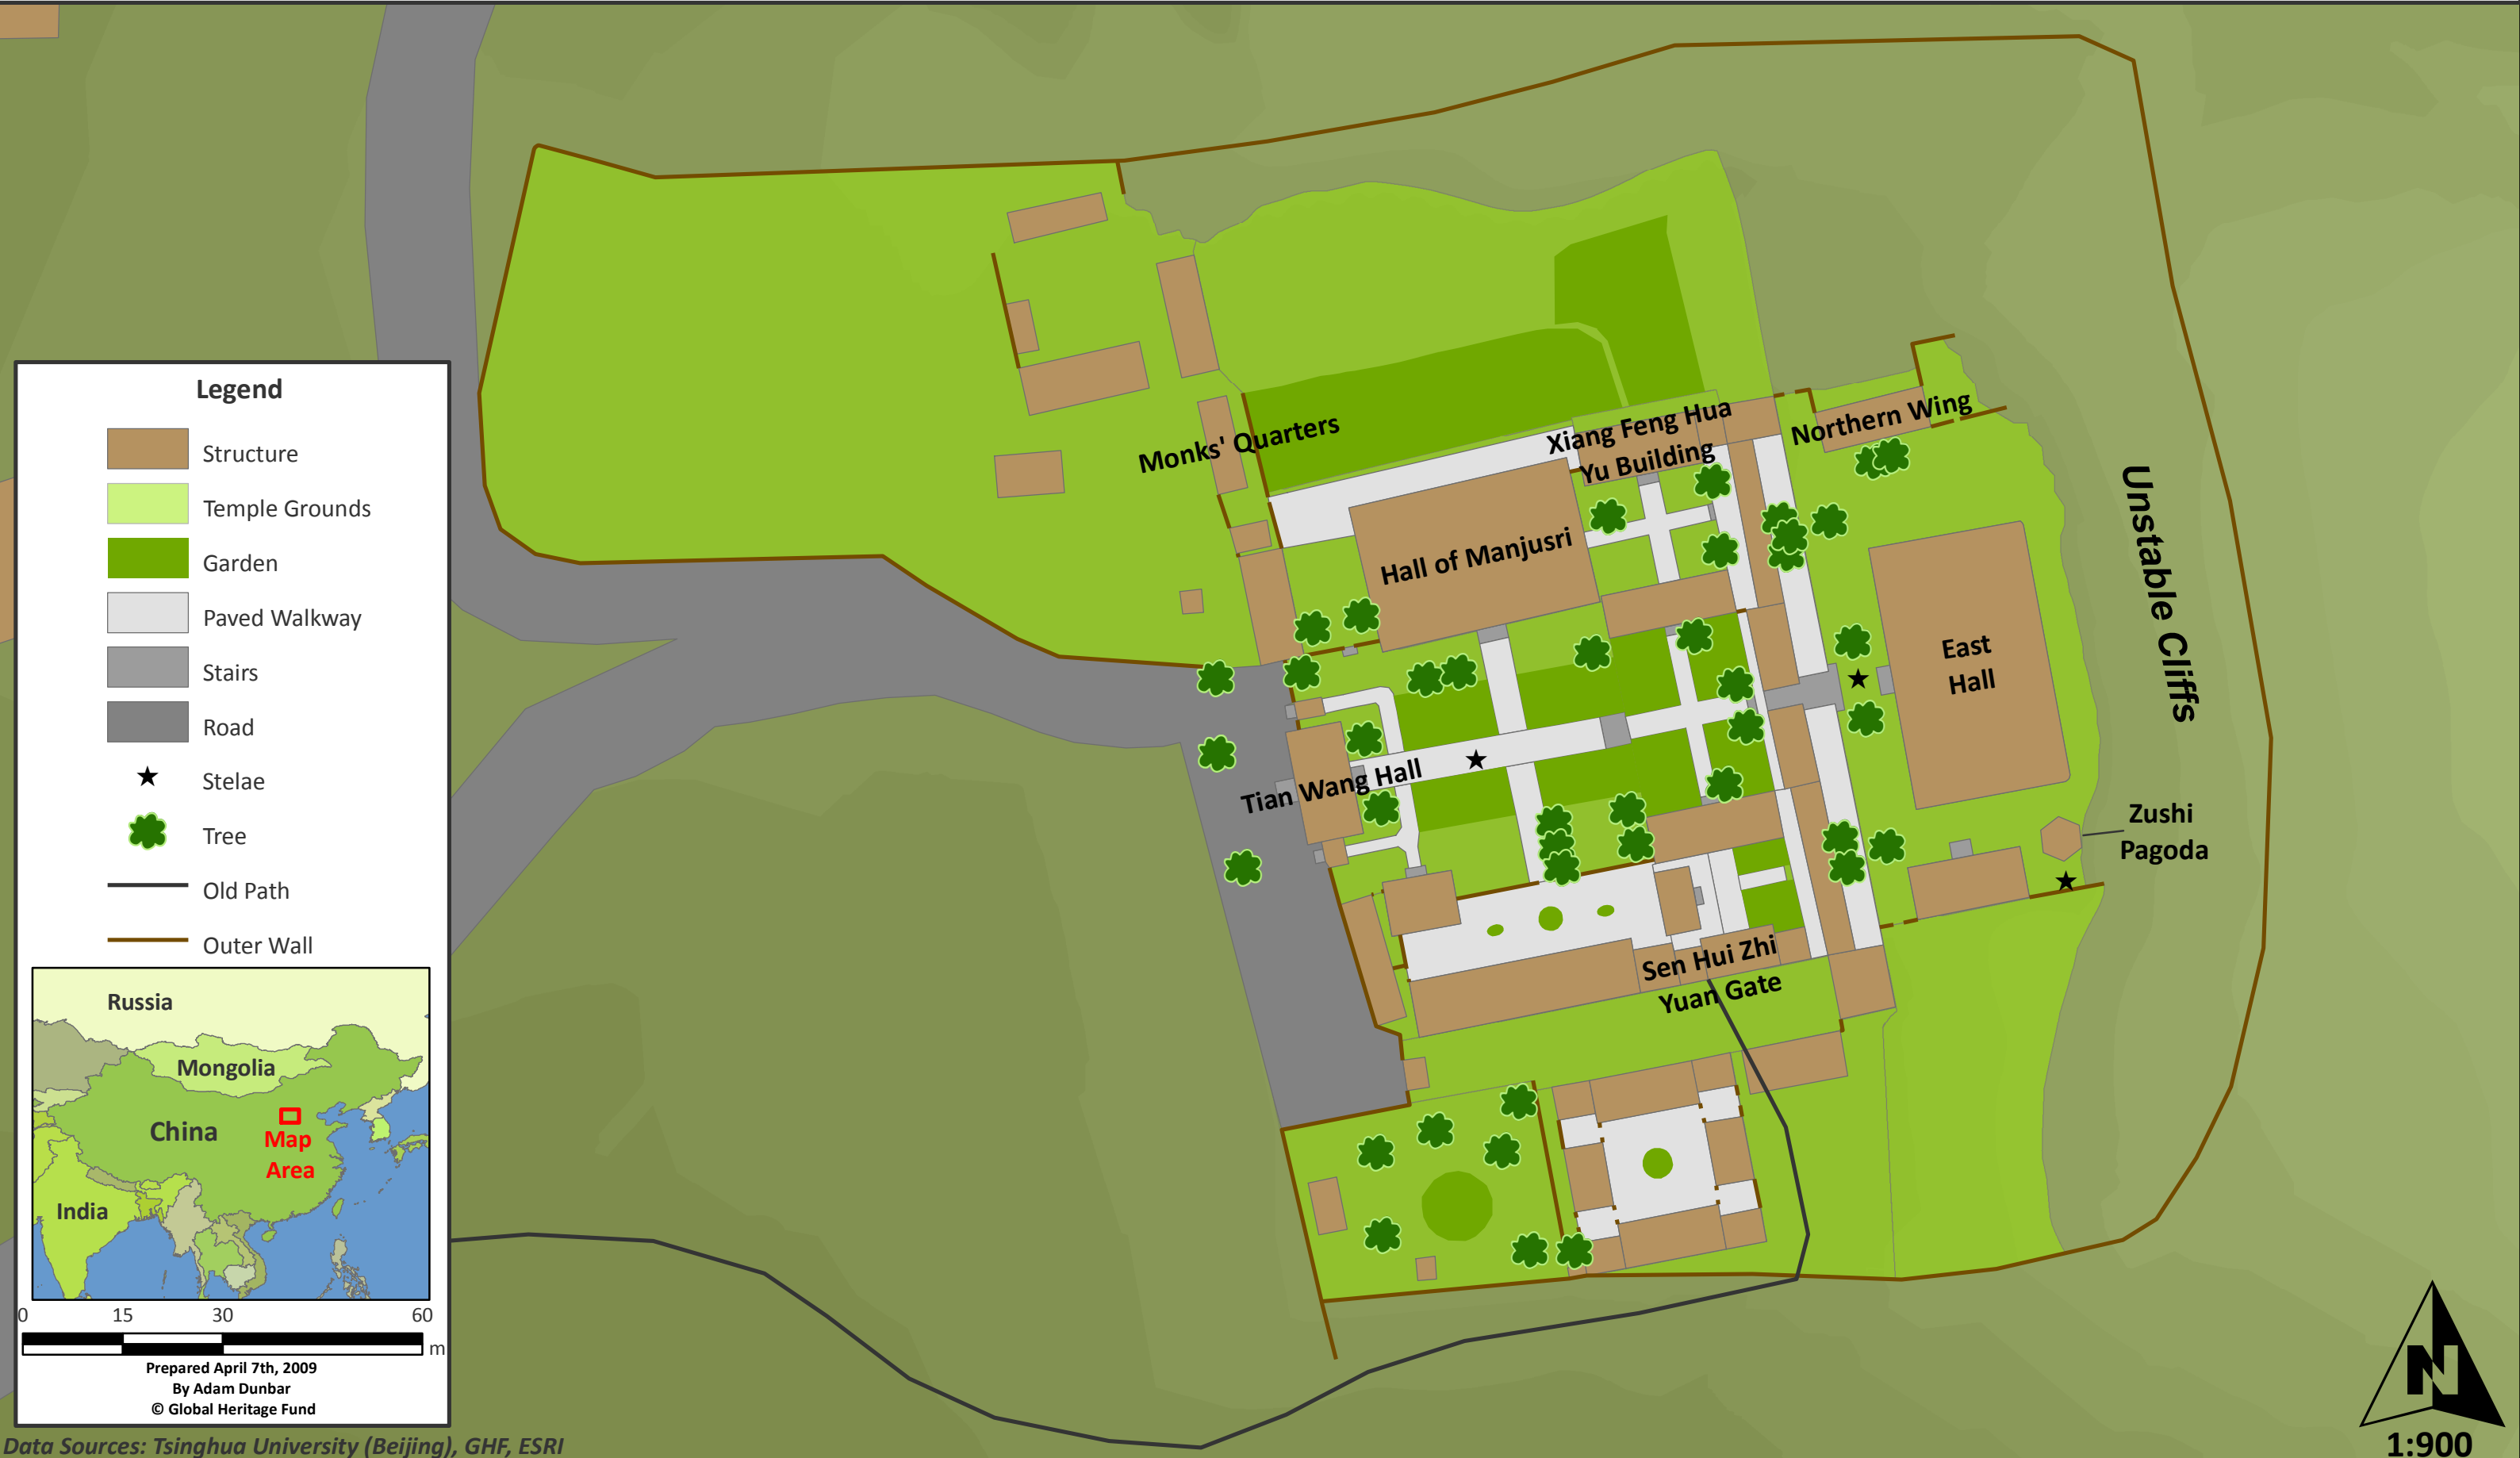 Legend
Structure
Temple Grounds
Garden
Paved Walkway
Stairs
Road
Stelae
Tree
Old Path
Outer Wall
Russia
Mongolia
China
Map
Area
India
0 15 30 60
m
Prepared April 7th, 2009
By Adam Dunbar
© Global Heritage Fund
Data Sources: Tsinghua University (Beijing), GHF, ESRI
Monks' Quarters
Xiang Feng Hua
Yu Building
Northern Wing
Hall of Manjusri
East
Hall
Unstable Cliffs
Tian Wang Hall
Zushi
Pagoda
Sen Hui Zhi
Yuan Gate
N
1:900